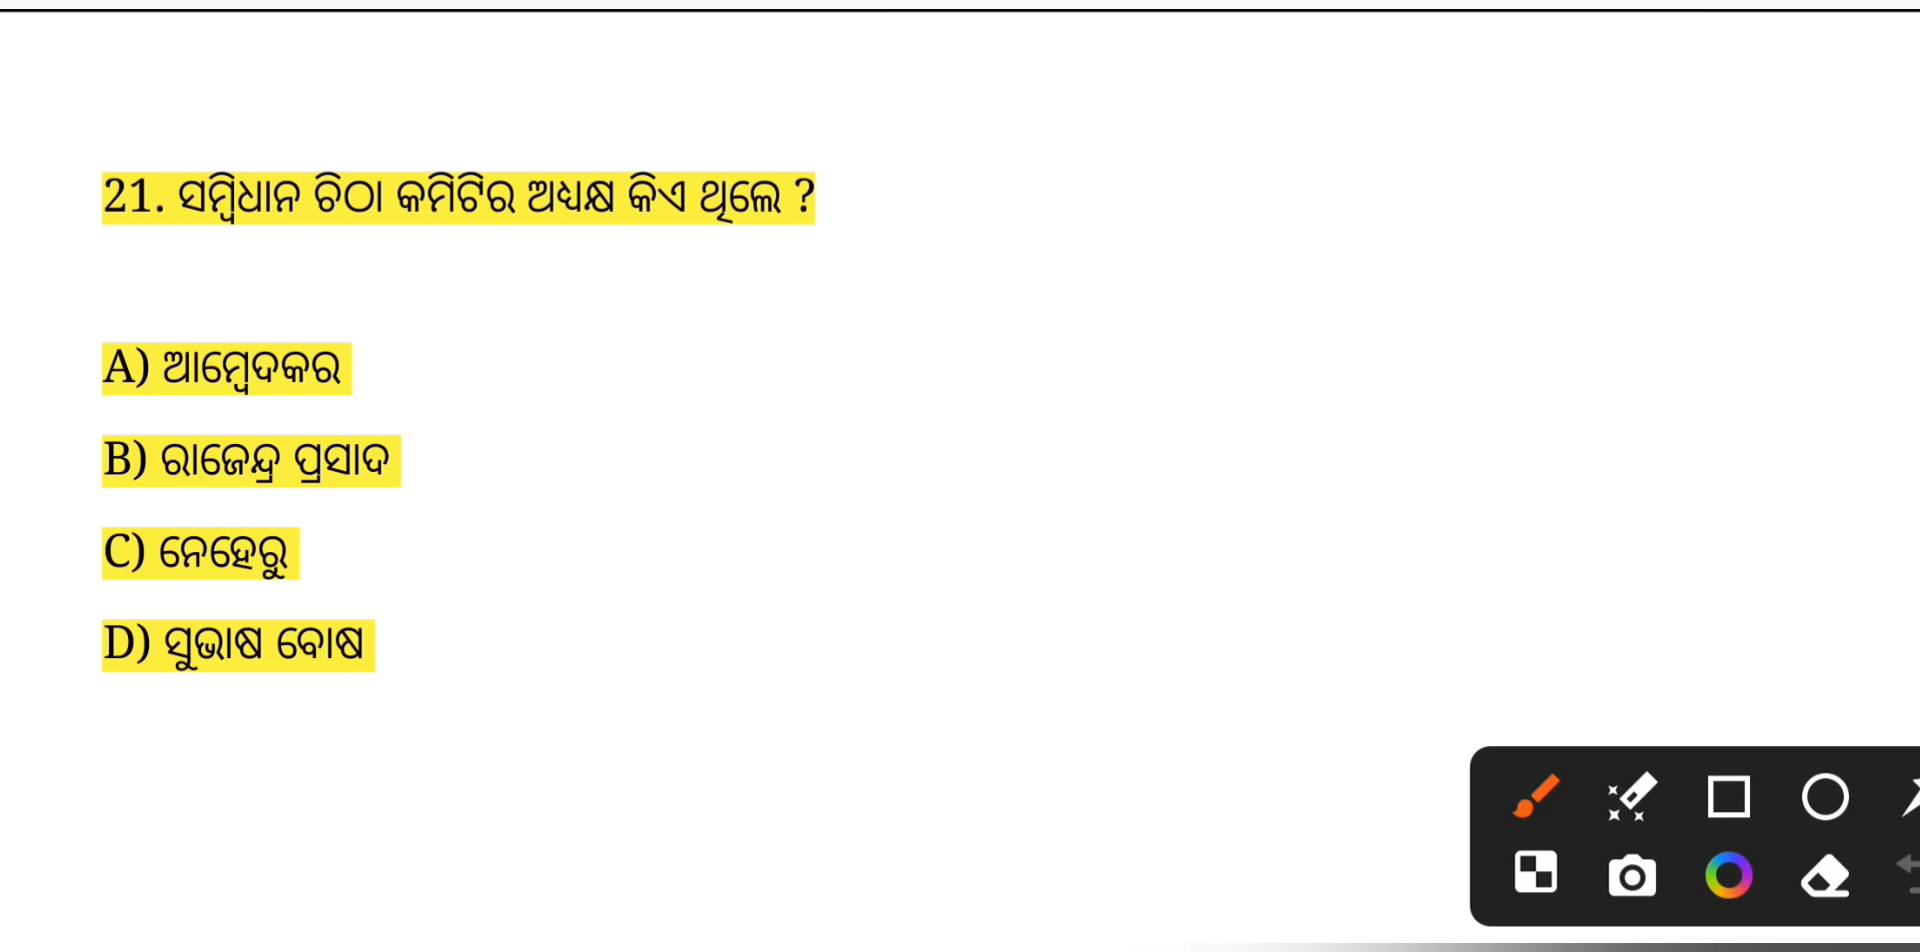 21. ସମ୍ବିଧାନ ଚିଠା କମିଟିର ଅଧ୍ୟକ୍ଷ କିଏ ଥିଲେ ?
A) ଆମ୍ବେଦକର
B) ରାଜେନ୍ଦ୍ର ପ୍ରସାଦ
C) ନେହେରୁ
D) ସୁଭାଷ ବୋଷ